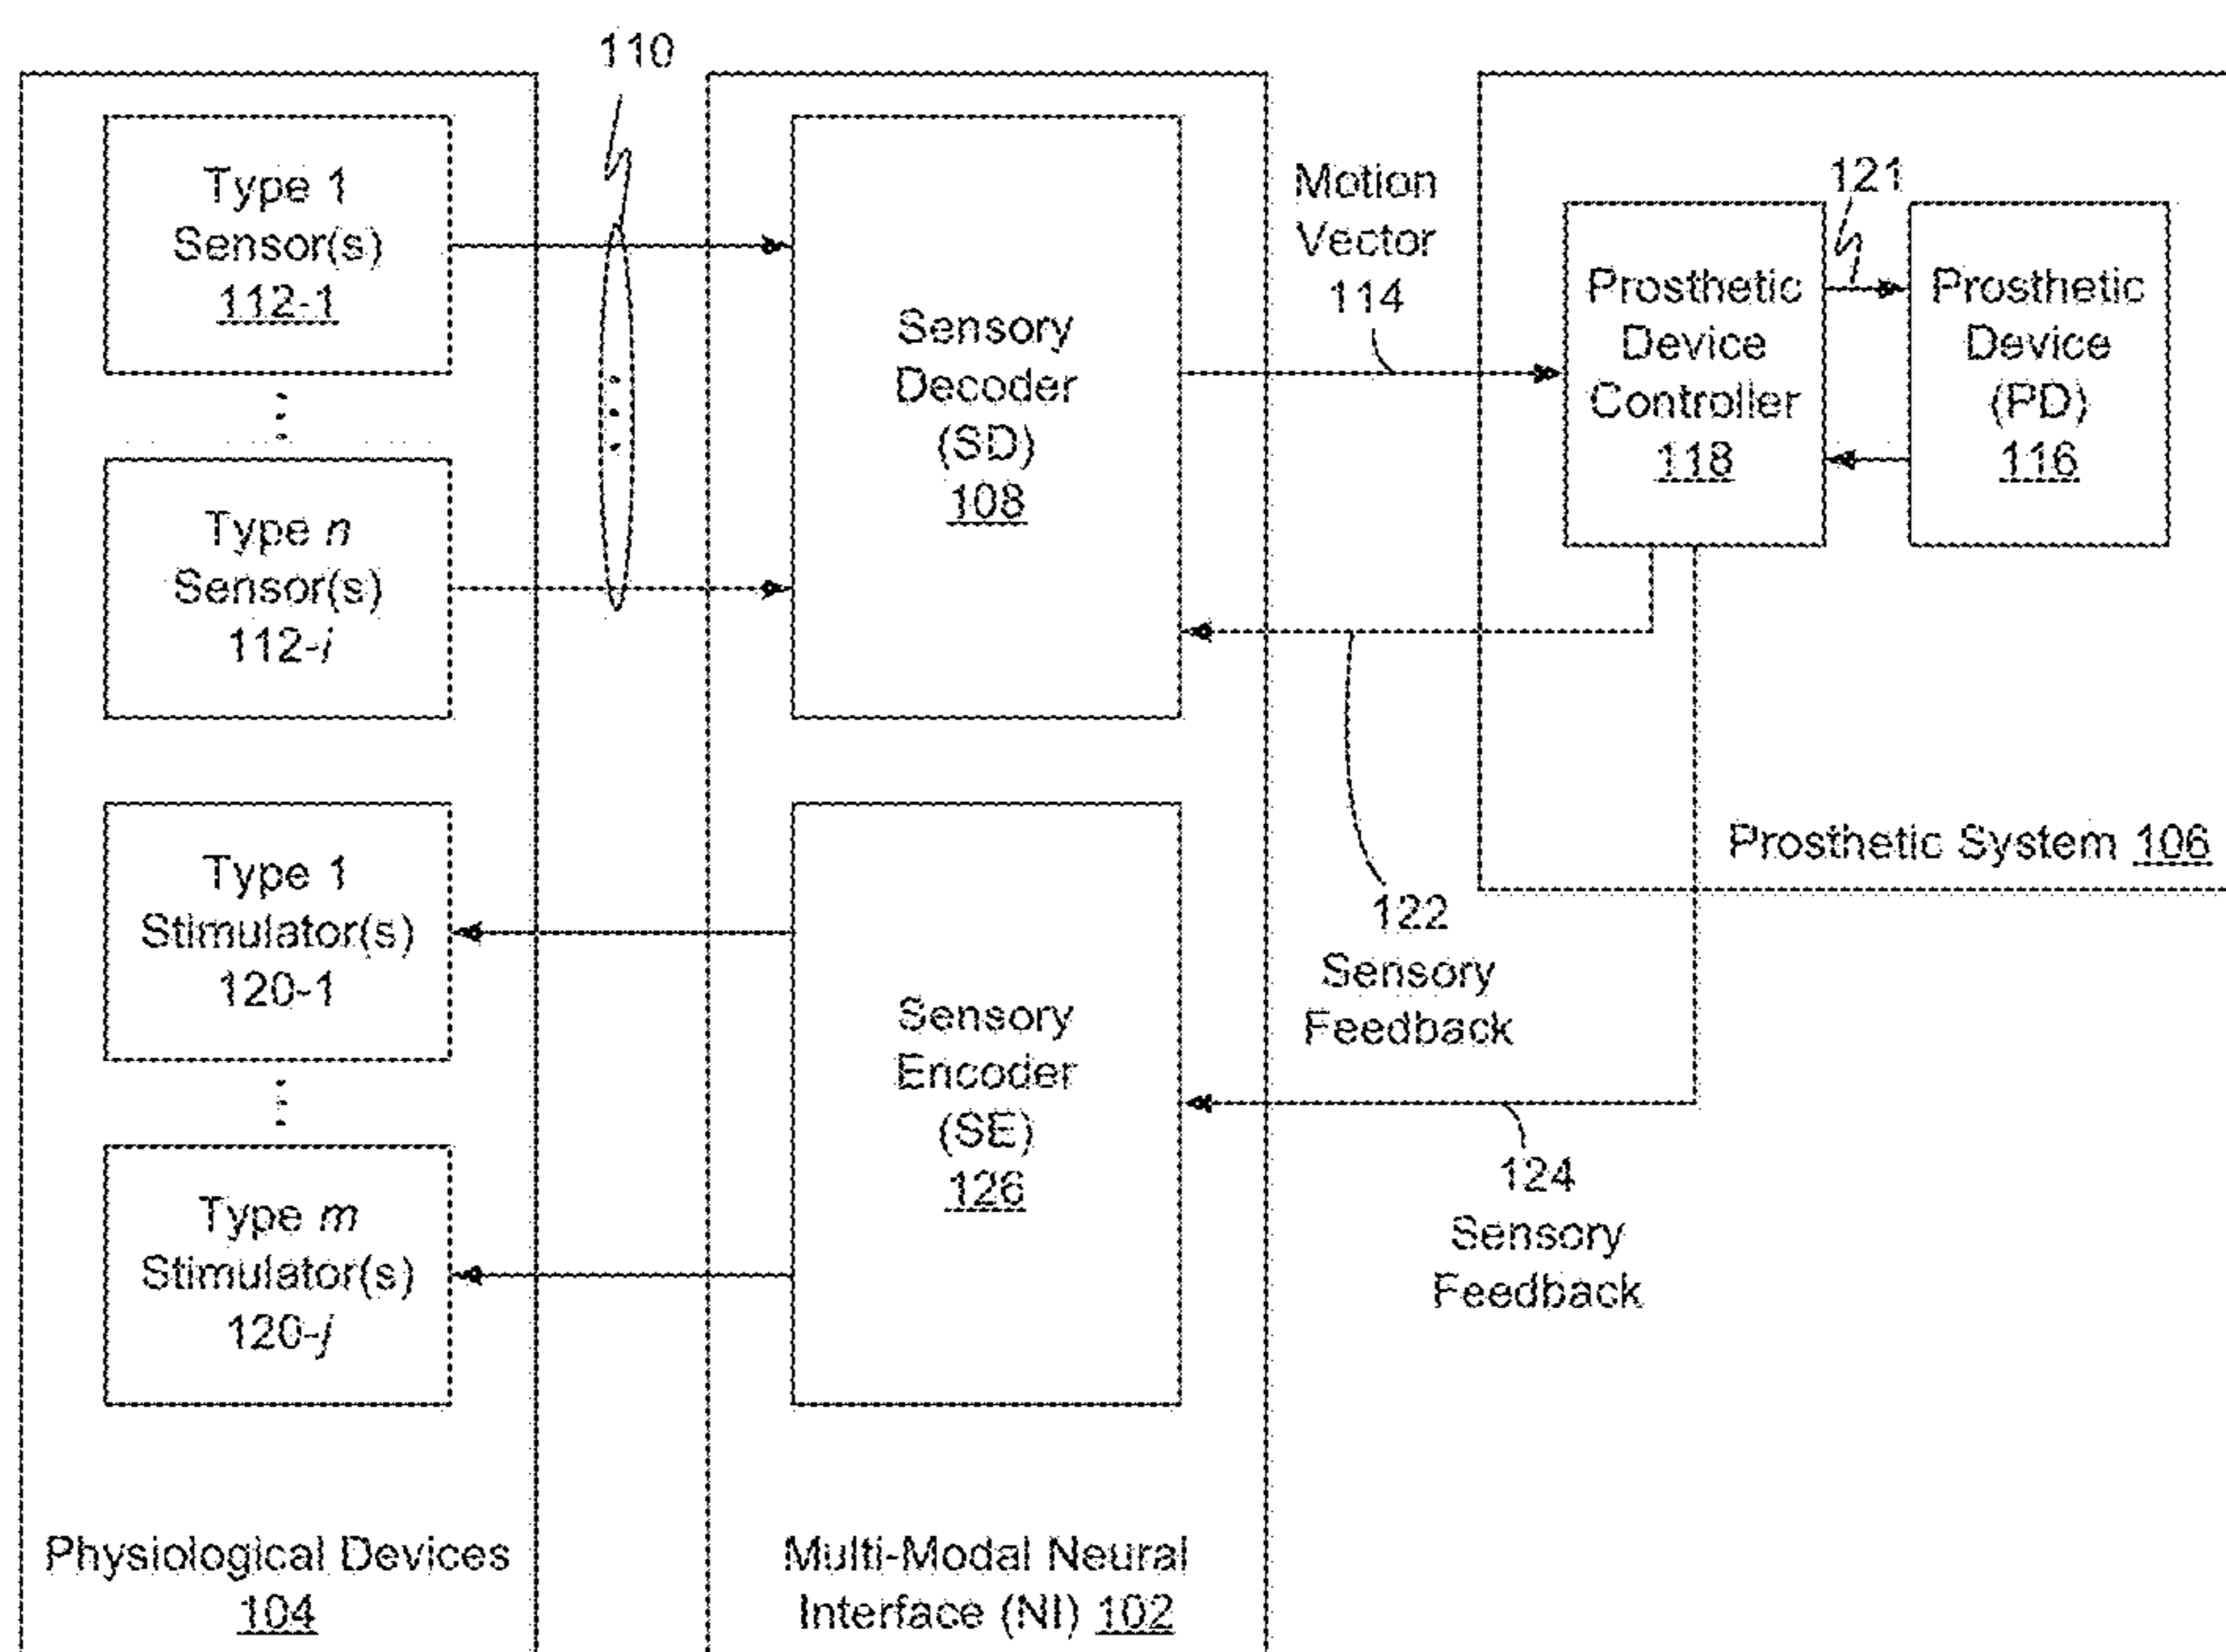 110
Type 1
Sensor(s)
112-1
Type n
Sensor(s)
112-i
Sensory
Decoder
(SD)
108
Motion
Vector
114
121
Prosthetic
Device
Controller
118
Prosthetic
Device
(PD)
116
Prosthetic System 106
122
Sensory
Feedback
Type 1
Stimulator(s)
120-1
Type m
Stimulator(s)
120-j
Sensory
Encoder
(SE)
126
124
Sensory
Feedback
Physiological Devices
104
Multi-Modal Neural
Interface (NI) 102